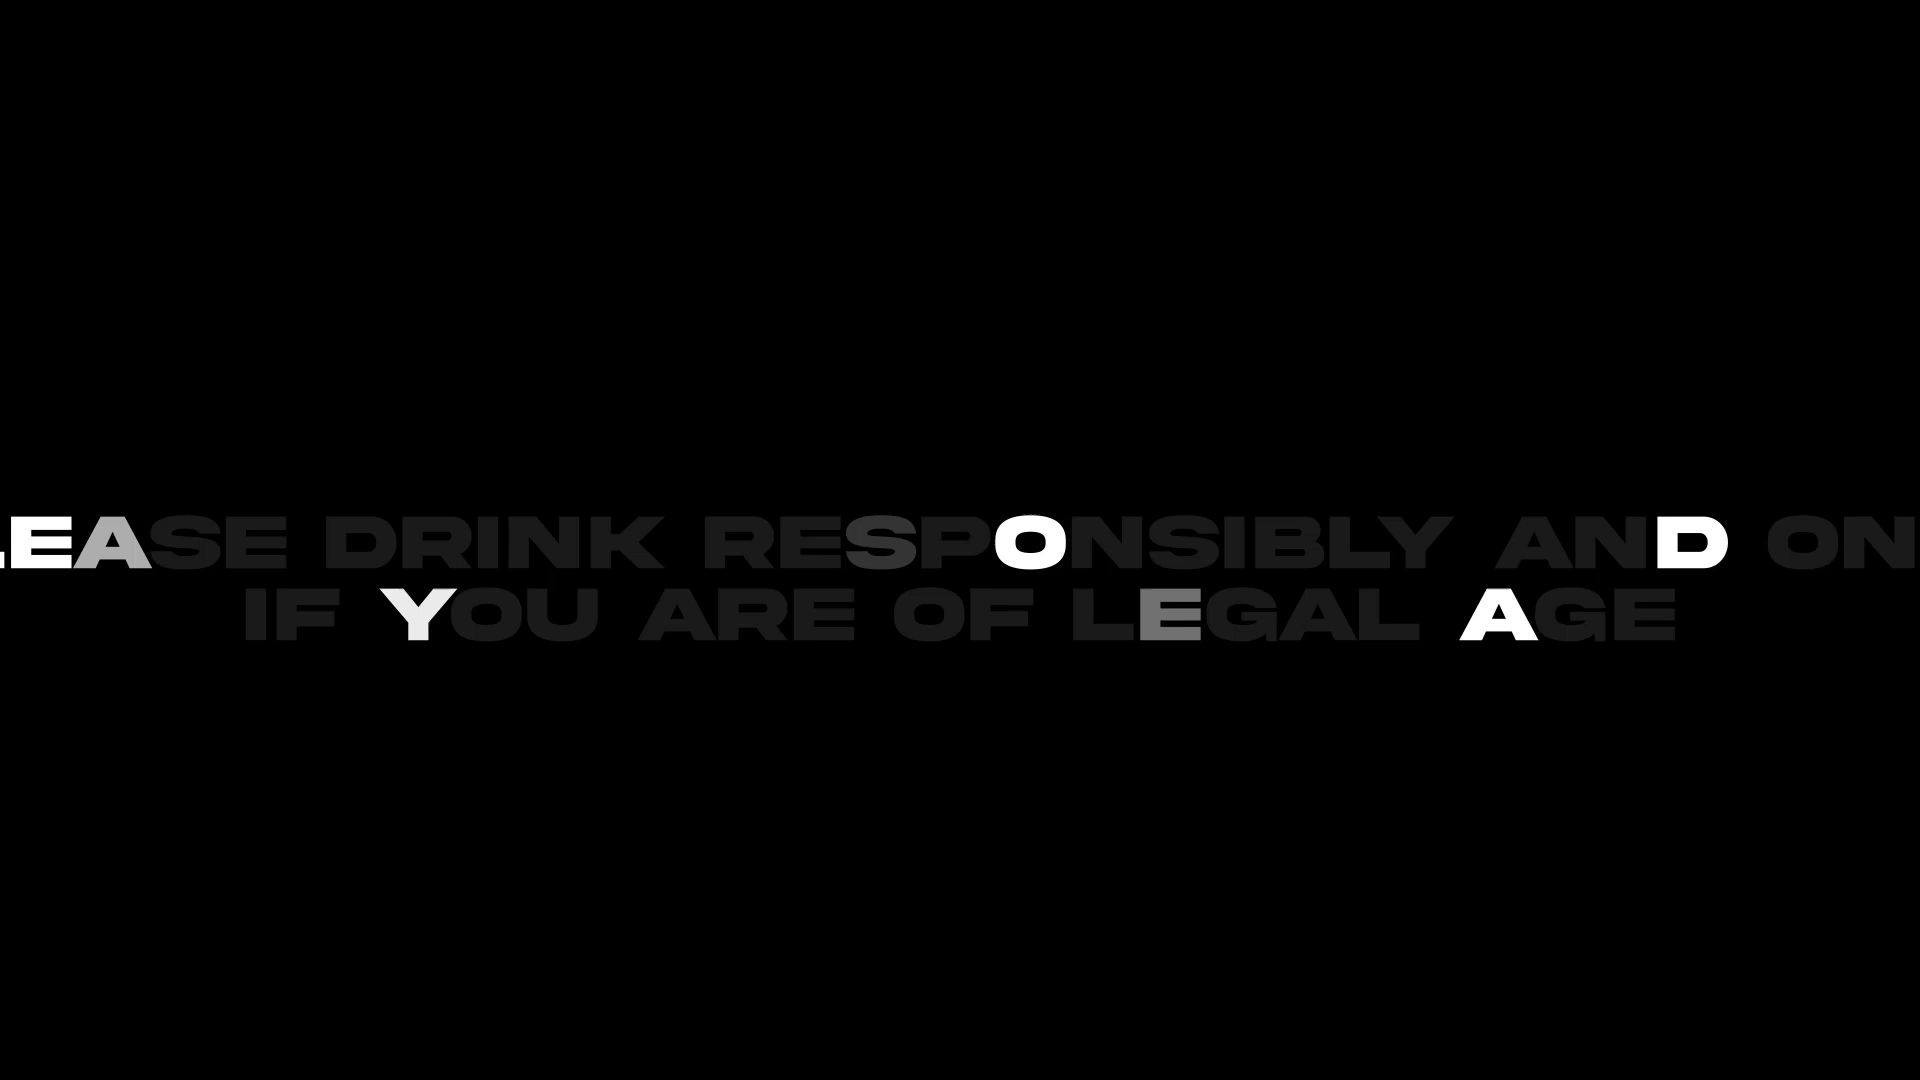 LEASE DRINK RESPONSIBLY AND ON
IF YOU ARE OF LEGAL AGE